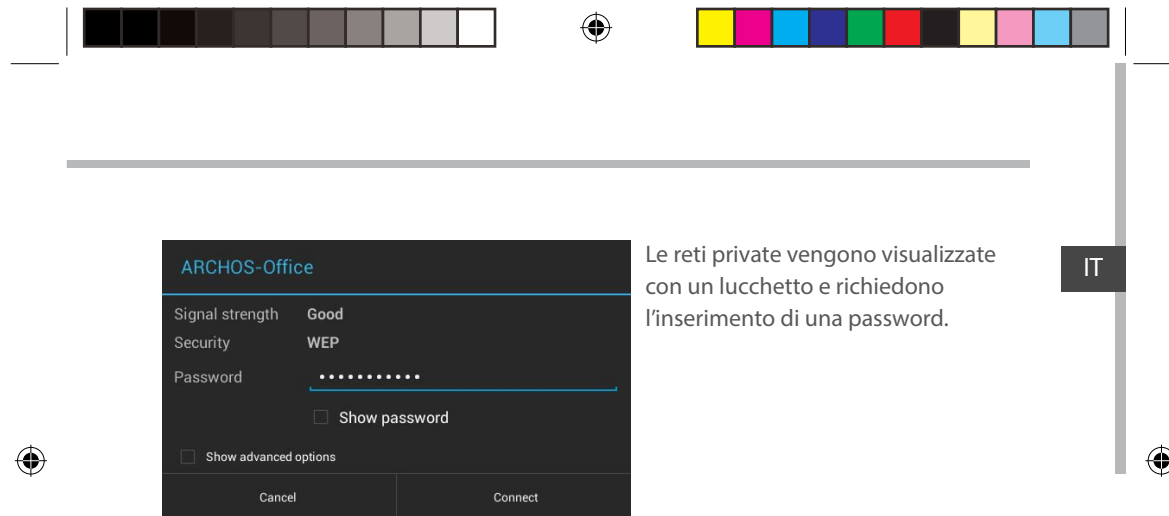 ARCHOS-Office
Signal strength Good
Security WEP
Password •••••••••••
Show password
Show advanced options
Cancel Connect
Le reti private vengono visualizzate
con un lucchetto e richiedono
l’inserimento di una password.
IT